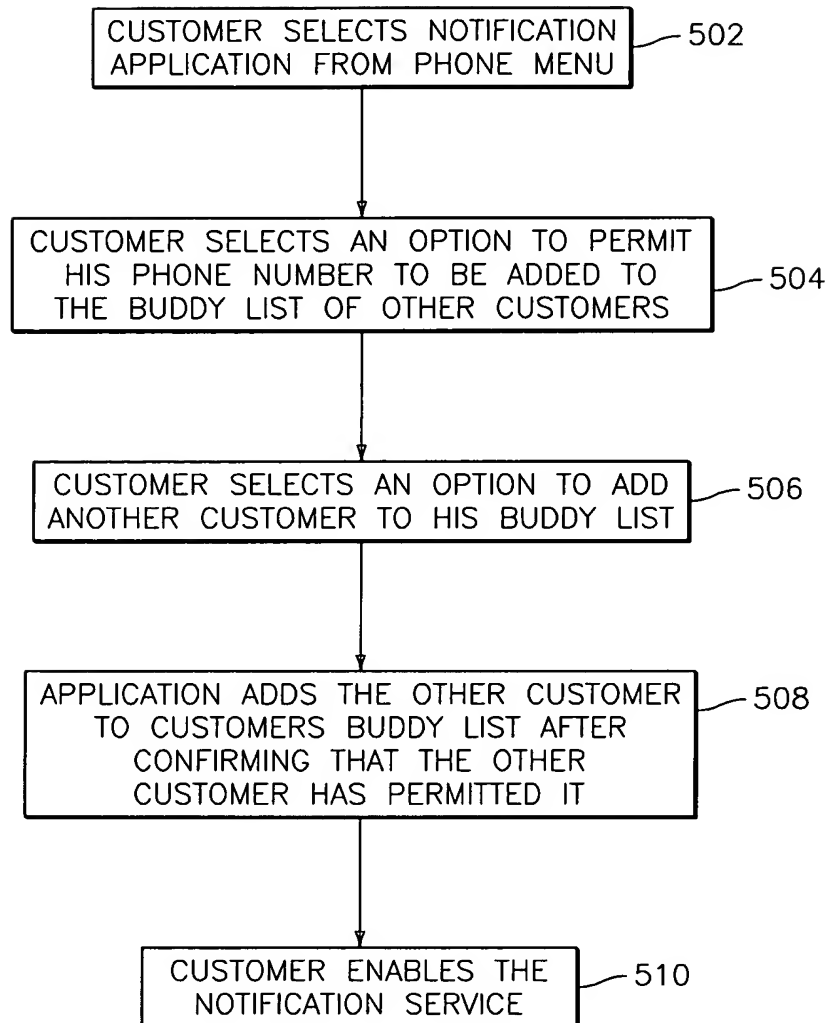 CUSTOMER SELECTS NOTIFICATION
APPLICATION FROM PHONE MENU
502
CUSTOMER SELECTS AN OPTION TO PERMIT
HIS PHONE NUMBER TO BE ADDED TO
THE BUDDY LIST OF OTHER CUSTOMERS
504
CUSTOMER SELECTS AN OPTION TO ADD
ANOTHER CUSTOMER TO HIS BUDDY LIST
506
APPLICATION ADDS THE OTHER CUSTOMER
TO CUSTOMERS BUDDY LIST AFTER
CONFIRMING THAT THE OTHER
CUSTOMER HAS PERMITTED IT
508
CUSTOMER ENABLES THE
NOTIFICATION SERVICE
510